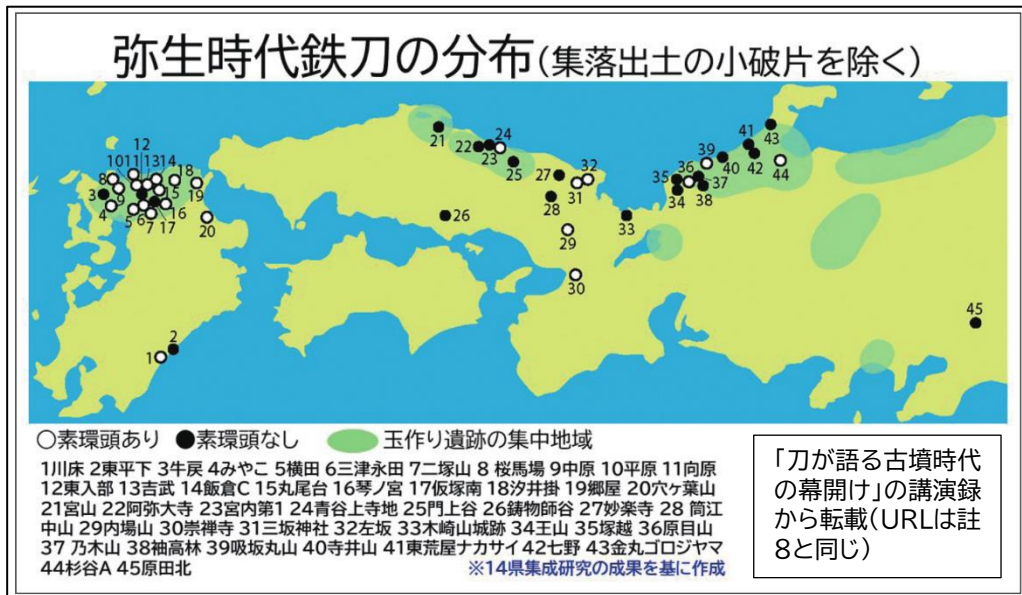 弥生時代鉄刀の分布(集落出土の小破片を除く)
12
10 11 13 14
8 18
3 9 15 19
4 16 20
5 6 7 17
2
1
21
22 23 24
25
26
27
28
31 32
29
30
33
34 35 36 37 38
39
40
41
42
43
44
45
○素環頭あり ●素環頭なし 玉作り遺跡の集中地域
1川床 2東平下 3牛戻 4みやこ 5横田 6三津永田 7二塚山 8 桜馬場 9中原 10平原 11向原
12東入部 13吉武 14飯倉C 15丸尾台 16琴ノ宮 17仮塚南 18汐井掛 19郷屋 20穴ヶ葉山
21宮山 22阿弥大寺 23宮内第1 24青谷上寺地 25門上谷 26鋳物師谷 27妙楽寺 28 筒江
中山 29内場山 30崇禅寺 31三坂神社 32左坂 33木崎山城跡 34王山 35塚越 36原目山
37 乃木山 38袖高林 39吸坂丸山 40寺井山 41東荒屋ナカサイ 42七野 43金丸ゴロジヤマ
44杉谷A 45原田北
※14県集成研究の成果を基に作成
「刀が語る古墳時代
の幕開け」の講演録
から転載(URLは註
8と同じ)